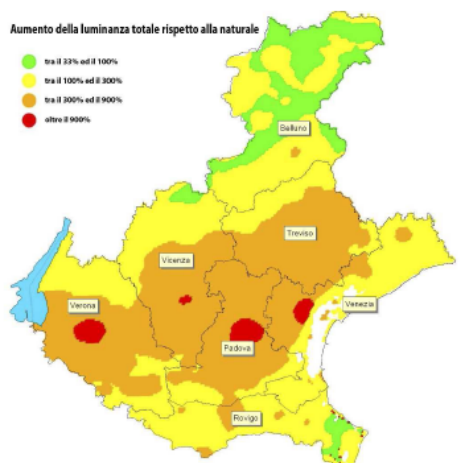 Aumento della luminanza totale rispetto alla naturale
tra il 33% ed il 100%
tra il 100% ed il 300%
tra il 300% ed il 900%
oltre il 900%
Belluno
Treviso
Vicenza
Venezia
Verona
Padova
Rovigo